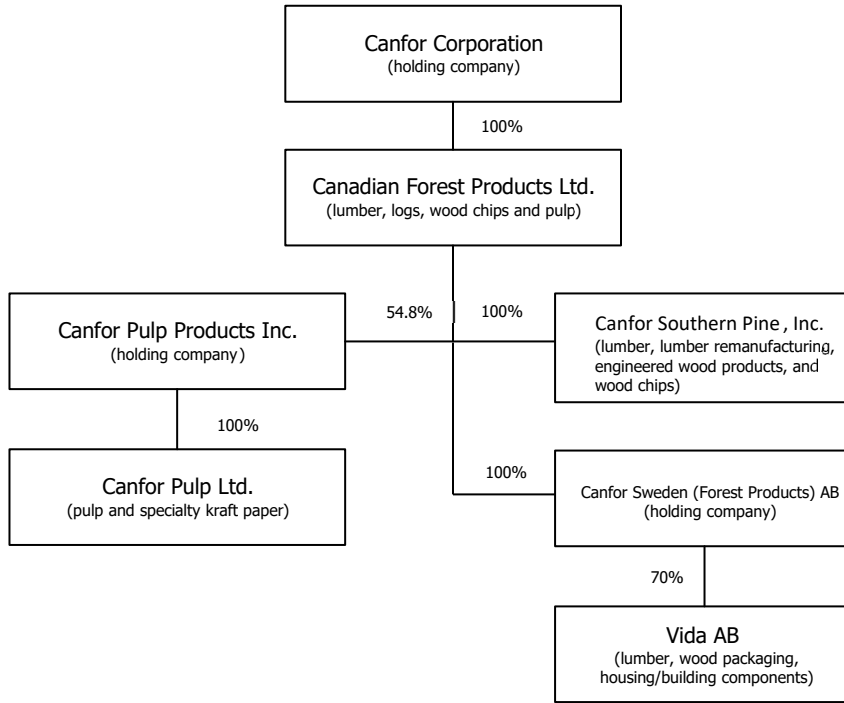 Canfor Corporation
(holding company)
100%
Canadian Forest Products Ltd.
(lumber, logs, wood chips and pulp)
54.8%
100%
Canfor Pulp Products Inc.
(holding company)
Canfor Southern Pine, Inc.
(lumber, lumber remanufacturing,
engineered wood products, and
wood chips)
100%
Canfor Pulp Ltd.
(pulp and specialty kraft paper)
100%
Canfor Sweden (Forest Products) AB
(holding company)
70%
Vida AB
(lumber, wood packaging,
housing/building components)